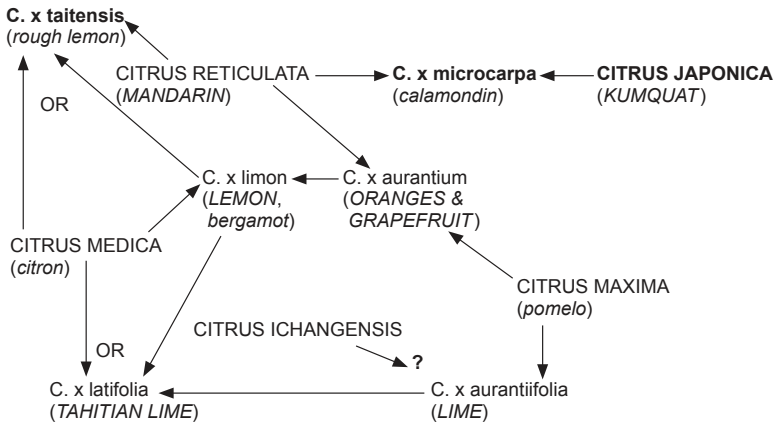 C. x taitensis
(rough lemon)
CITRUS RETICULATA
(MANDARIN)
C. x microcarpa
(calamondin)
CITRUS JAPONICA
(KUMQUAT)
OR
C. x limon
(LEMON,
bergamot)
C. x aurantium
(ORANGES &
GRAPEFRUIT)
CITRUS MEDICA
(citron)
CITRUS MAXIMA
(pomelo)
CITRUS ICHANGENSIS
?
OR
C. x latifolia
(TAHITIAN LIME)
C. x aurantiifolia
(LIME)